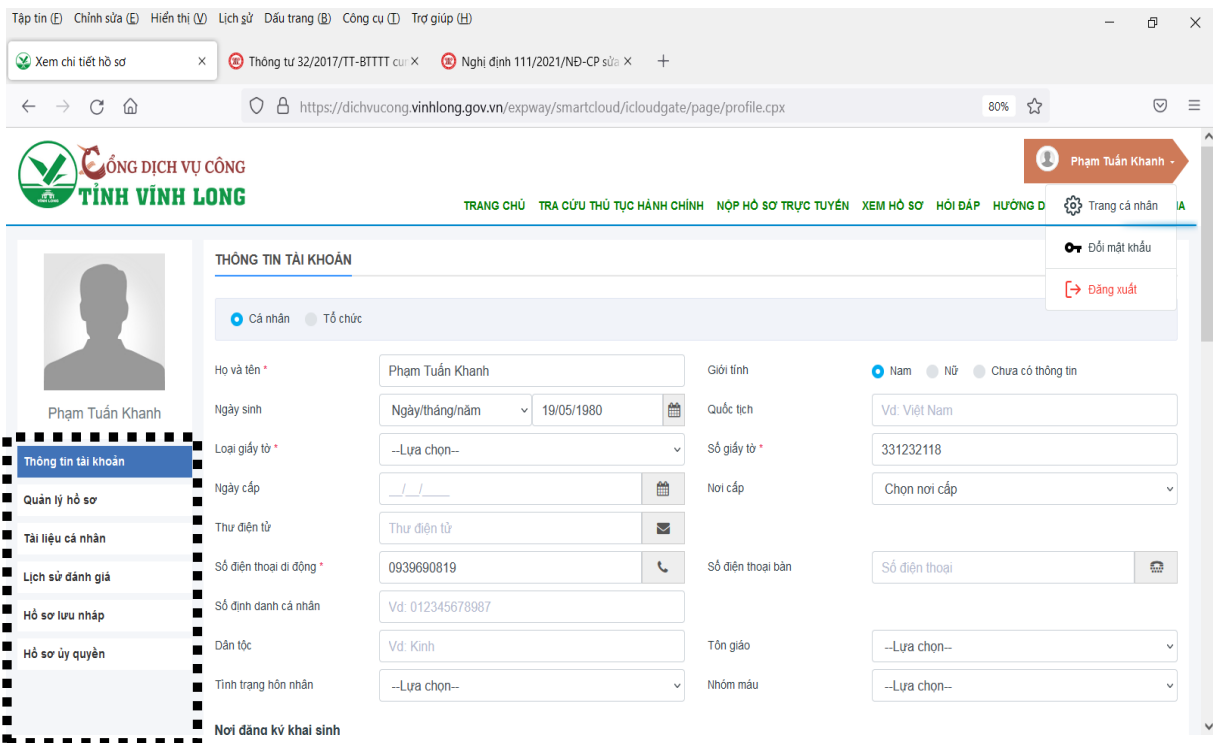 Tập tin (F) Chỉnh sửa (E) Hiển thị (V) Lịch sử Dấu trang (B) Công cụ (T) Trợ giúp (H)
Xem chi tiết hồ sơ Thông tư 32/2017/TT-BTTTT cun Nghị định 111/2021/NĐ-CP sửa
https://dichvucong.vinhlong.gov.vn/expway/smartcloud/icloudgate/page/profile.cpx 80%
CỔNG DỊCH VỤ CÔNG
TỈNH VĨNH LONG
VĨNH LONG
Phạm Tuấn Khanh
TRANG CHỦ TRA CỨU THỦ TỤC HÀNH CHÍNH NỘP HỒ SƠ TRỰC TUYẾN XEM HỒ SƠ HỎI ĐÁP HƯỚNG D IA
Trang cá nhân
Đổi mật khẩu
Đăng xuất
THÔNG TIN TÀI KHOẢN
Cá nhân Tổ chức
Họ và tên * Phạm Tuấn Khanh Giới tính Nam Nữ Chưa có thông tin
Phạm Tuấn Khanh
Ngày sinh Ngày/tháng/năm 19/05/1980 Quốc tịch Vd: Việt Nam
Loại giấy tờ * --Lựa chọn-- Số giấy tờ * 331232118
Thông tin tài khoản
Ngày cấp __/__/____ Nơi cấp Chọn nơi cấp
Quản lý hồ sơ
Thư điện tử Thư điện tử
Tài liệu cá nhân
Số điện thoại di động * 0939690819 Số điện thoại bàn Số điện thoại
Lịch sử đánh giá
Số định danh cá nhân Vd: 012345678987
Hồ sơ lưu nháp
Dân tộc Vd: Kinh Tôn giáo --Lựa chọn--
Hồ sơ ủy quyền
Tình trạng hôn nhân --Lựa chọn-- Nhóm máu --Lựa chọn--
Nơi đăng ký khai sinh